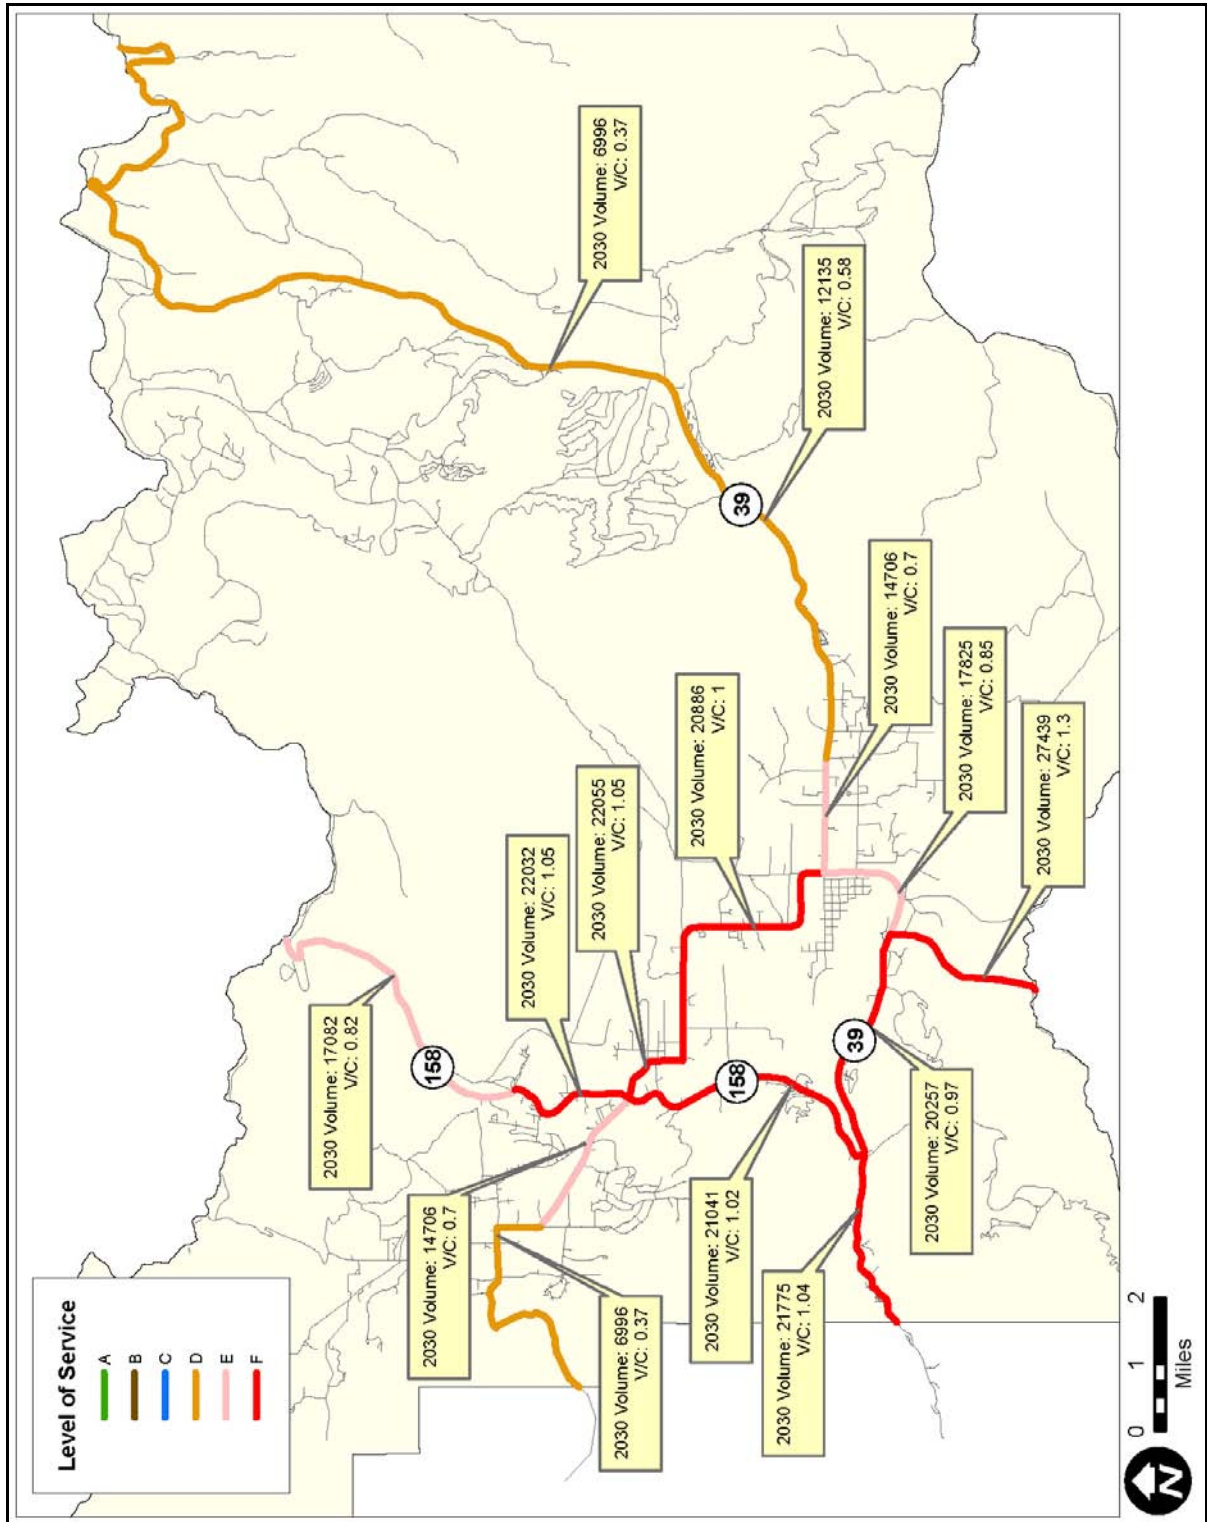 Level of Service
A
B
C
D
E
F
2030 Volume: 17082
V/C: 0.82
158
2030 Volume: 14706
V/C: 0.7
2030 Volume: 6996
V/C: 0.37
2030 Volume: 22032
V/C: 1.05
2030 Volume: 22055
V/C: 1.05
2030 Volume: 6996
V/C: 0.37
2030 Volume: 20886
V/C: 1
2030 Volume: 21041
V/C: 1.02
158
39
2030 Volume: 12135
V/C: 0.58
2030 Volume: 21775
V/C: 1.04
39
2030 Volume: 14706
V/C: 0.7
2030 Volume: 20257
V/C: 0.97
2030 Volume: 17825
V/C: 0.85
2030 Volume: 27439
V/C: 1.3
N
0 1 2
Miles